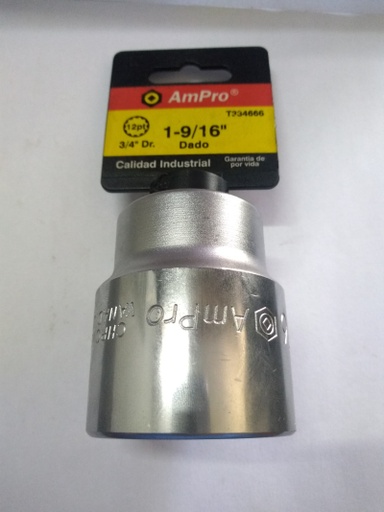 AmPro®
T334666
12pt
1-9/16"
3/4" Dr.
Dado
Calidad Industrial
Garantía de
por vida
AmPro